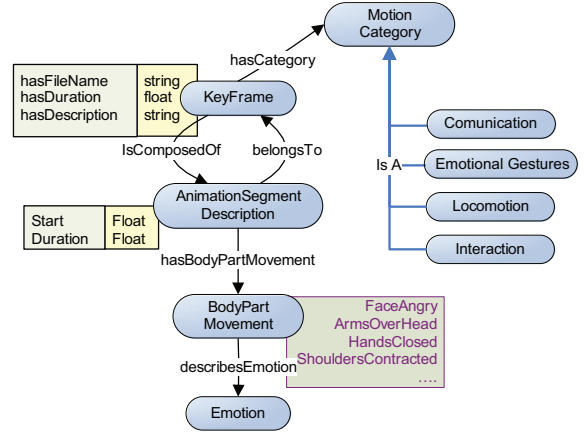 Motion
Category
hasCategory
hasFileName string
hasDuration float
hasDescription string
KeyFrame
Comunication
IsComposedOf belongsTo
Is A
Emotional Gestures
AnimationSegment
Description
Locomotion
Start Float
Duration Float
Interaction
hasBodyPartMovement
BodyPart
Movement
FaceAngry
ArmsOverHead
HandsClosed
ShouldersContracted
....
describesEmotion
Emotion